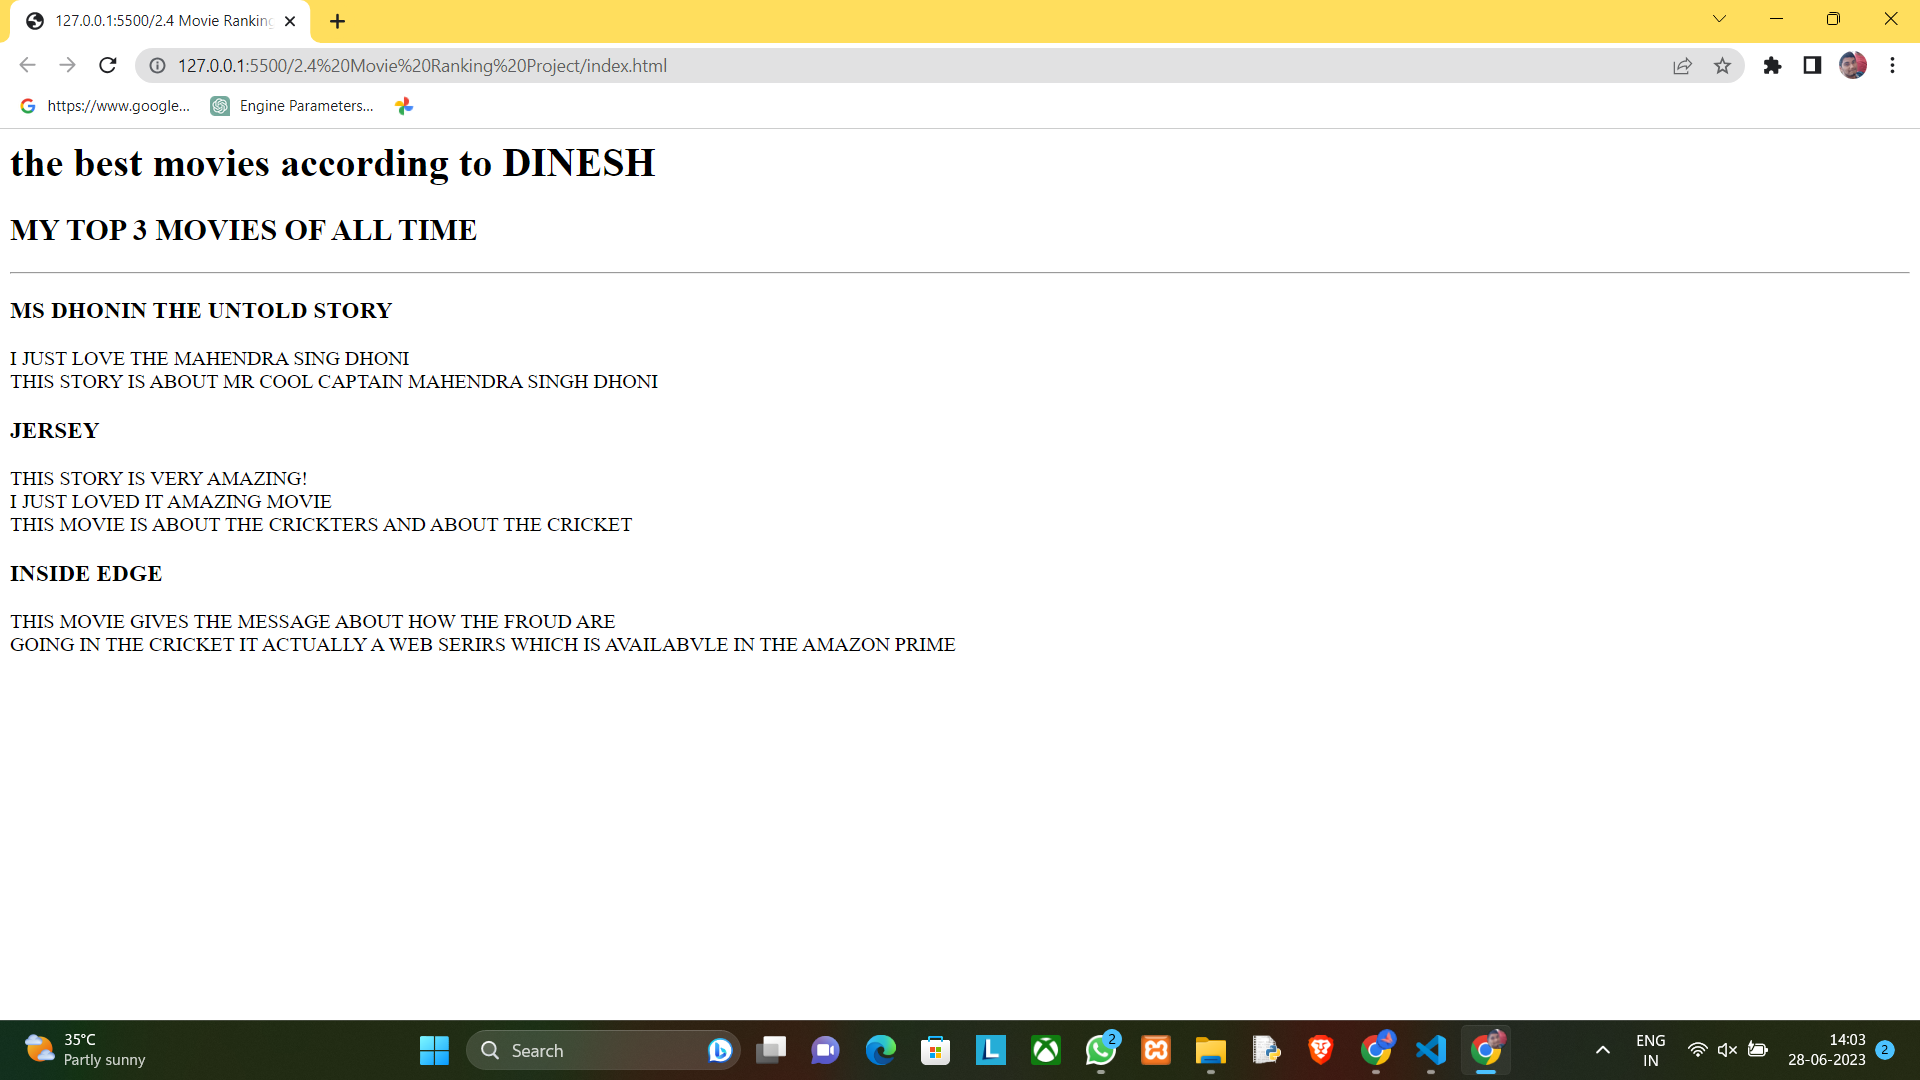 127.0.0.1:5500/2.4 Movie Ranking
127.0.0.1:5500/2.4%20Movie%20Ranking%20Project/index.html
https://www.google... Engine Parameters...
the best movies according to DINESH
MY TOP 3 MOVIES OF ALL TIME
MS DHONIN THE UNTOLD STORY
I JUST LOVE THE MAHENDRA SING DHONI
THIS STORY IS ABOUT MR COOL CAPTAIN MAHENDRA SINGH DHONI
JERSEY
THIS STORY IS VERY AMAZING!
I JUST LOVED IT AMAZING MOVIE
THIS MOVIE IS ABOUT THE CRICKTERS AND ABOUT THE CRICKET
INSIDE EDGE
THIS MOVIE GIVES THE MESSAGE ABOUT HOW THE FROUD ARE
GOING IN THE CRICKET IT ACTUALLY A WEB SERIRS WHICH IS AVAILABVLE IN THE AMAZON PRIME
35°C
Partly sunny
Search
L
2
ENG
IN
14:03
28-06-2023
2